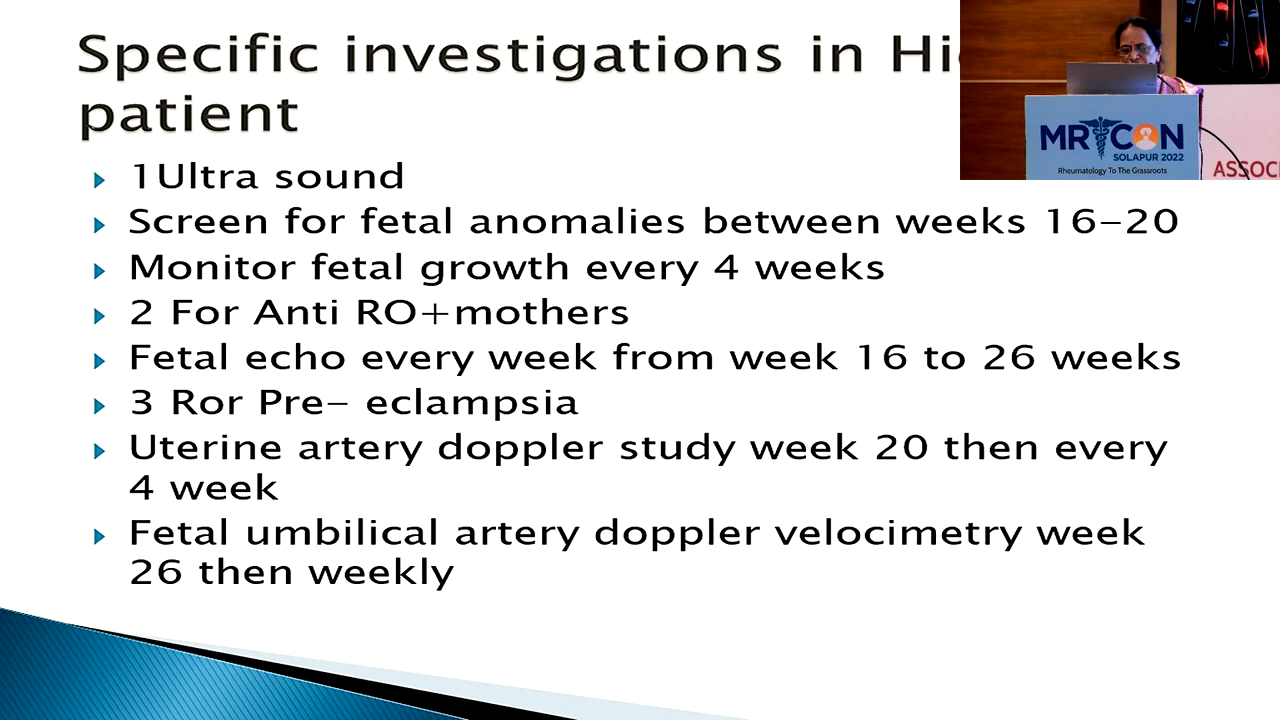 Specific investigations in Hi
patient
1Ultra sound
Screen for fetal anomalies between weeks 16-20
Monitor fetal growth every 4 weeks
2 For Anti RO+mothers
Fetal echo every week from week 16 to 26 weeks
3 Ror Pre- eclampsia
Uterine artery doppler study week 20 then every
4 week
Fetal umbilical artery doppler velocimetry week
26 then weekly
MR CON
SOLAPUR 2022
Rheumatology To The Grassroots
ASSOC